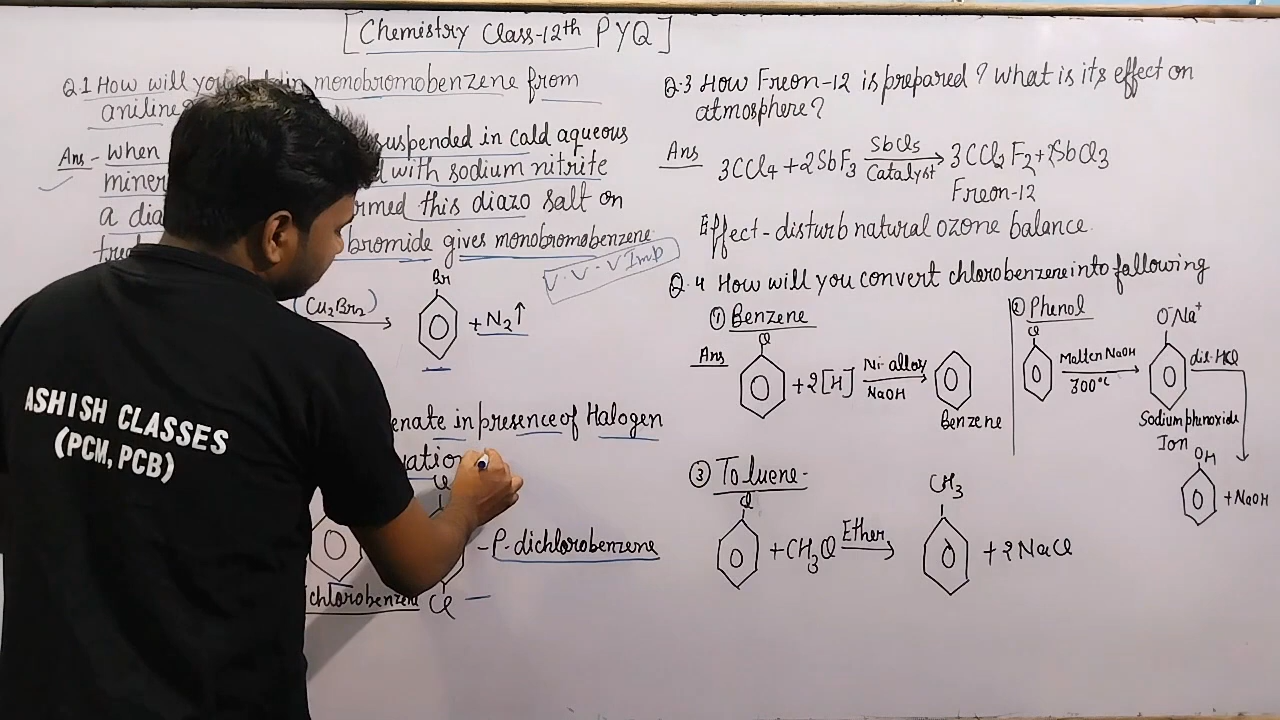 [Chemistry Class-12th PYQ]
Q.1 How will you obtain monobromobenzene from
aniline
Ans - When suspended in cald aqueous
miner with sodium nitrite
a dia rmed this diazo salt on
bromide gives monobromobenzene
V.V.V Imp
(Cu2Br2)
Br
+ N2↑
enate in presence of Halogen
vation
Cl
- P.dichlorobenzene
chlorobenzene
Cl
Q.3 How Freon-12 is prepared? What is its effect on
atmosphere?
Ans
3CCl4 + 2SbF3 SbCl5 Catalyst 3CCl2F2 + 2SbCl3
Freon-12
Effect - disturb natural ozone balance.
Q.4 How will you convert chlorobenzene into following
① Benzene
Ans
Cl
+ 2[H] Ni-alloy NaOH
Benzene
② Phenol
Cl
Molten NaOH
300°C
O⁻Na⁺
dil·HCl
Sodium phenoxide
Ion
OH
+ NaOH
③ Toluene-
Cl
+ CH3Cl Ether
CH3
+ 2NaCl
ASHISH CLASSES
(PCM, PCB)